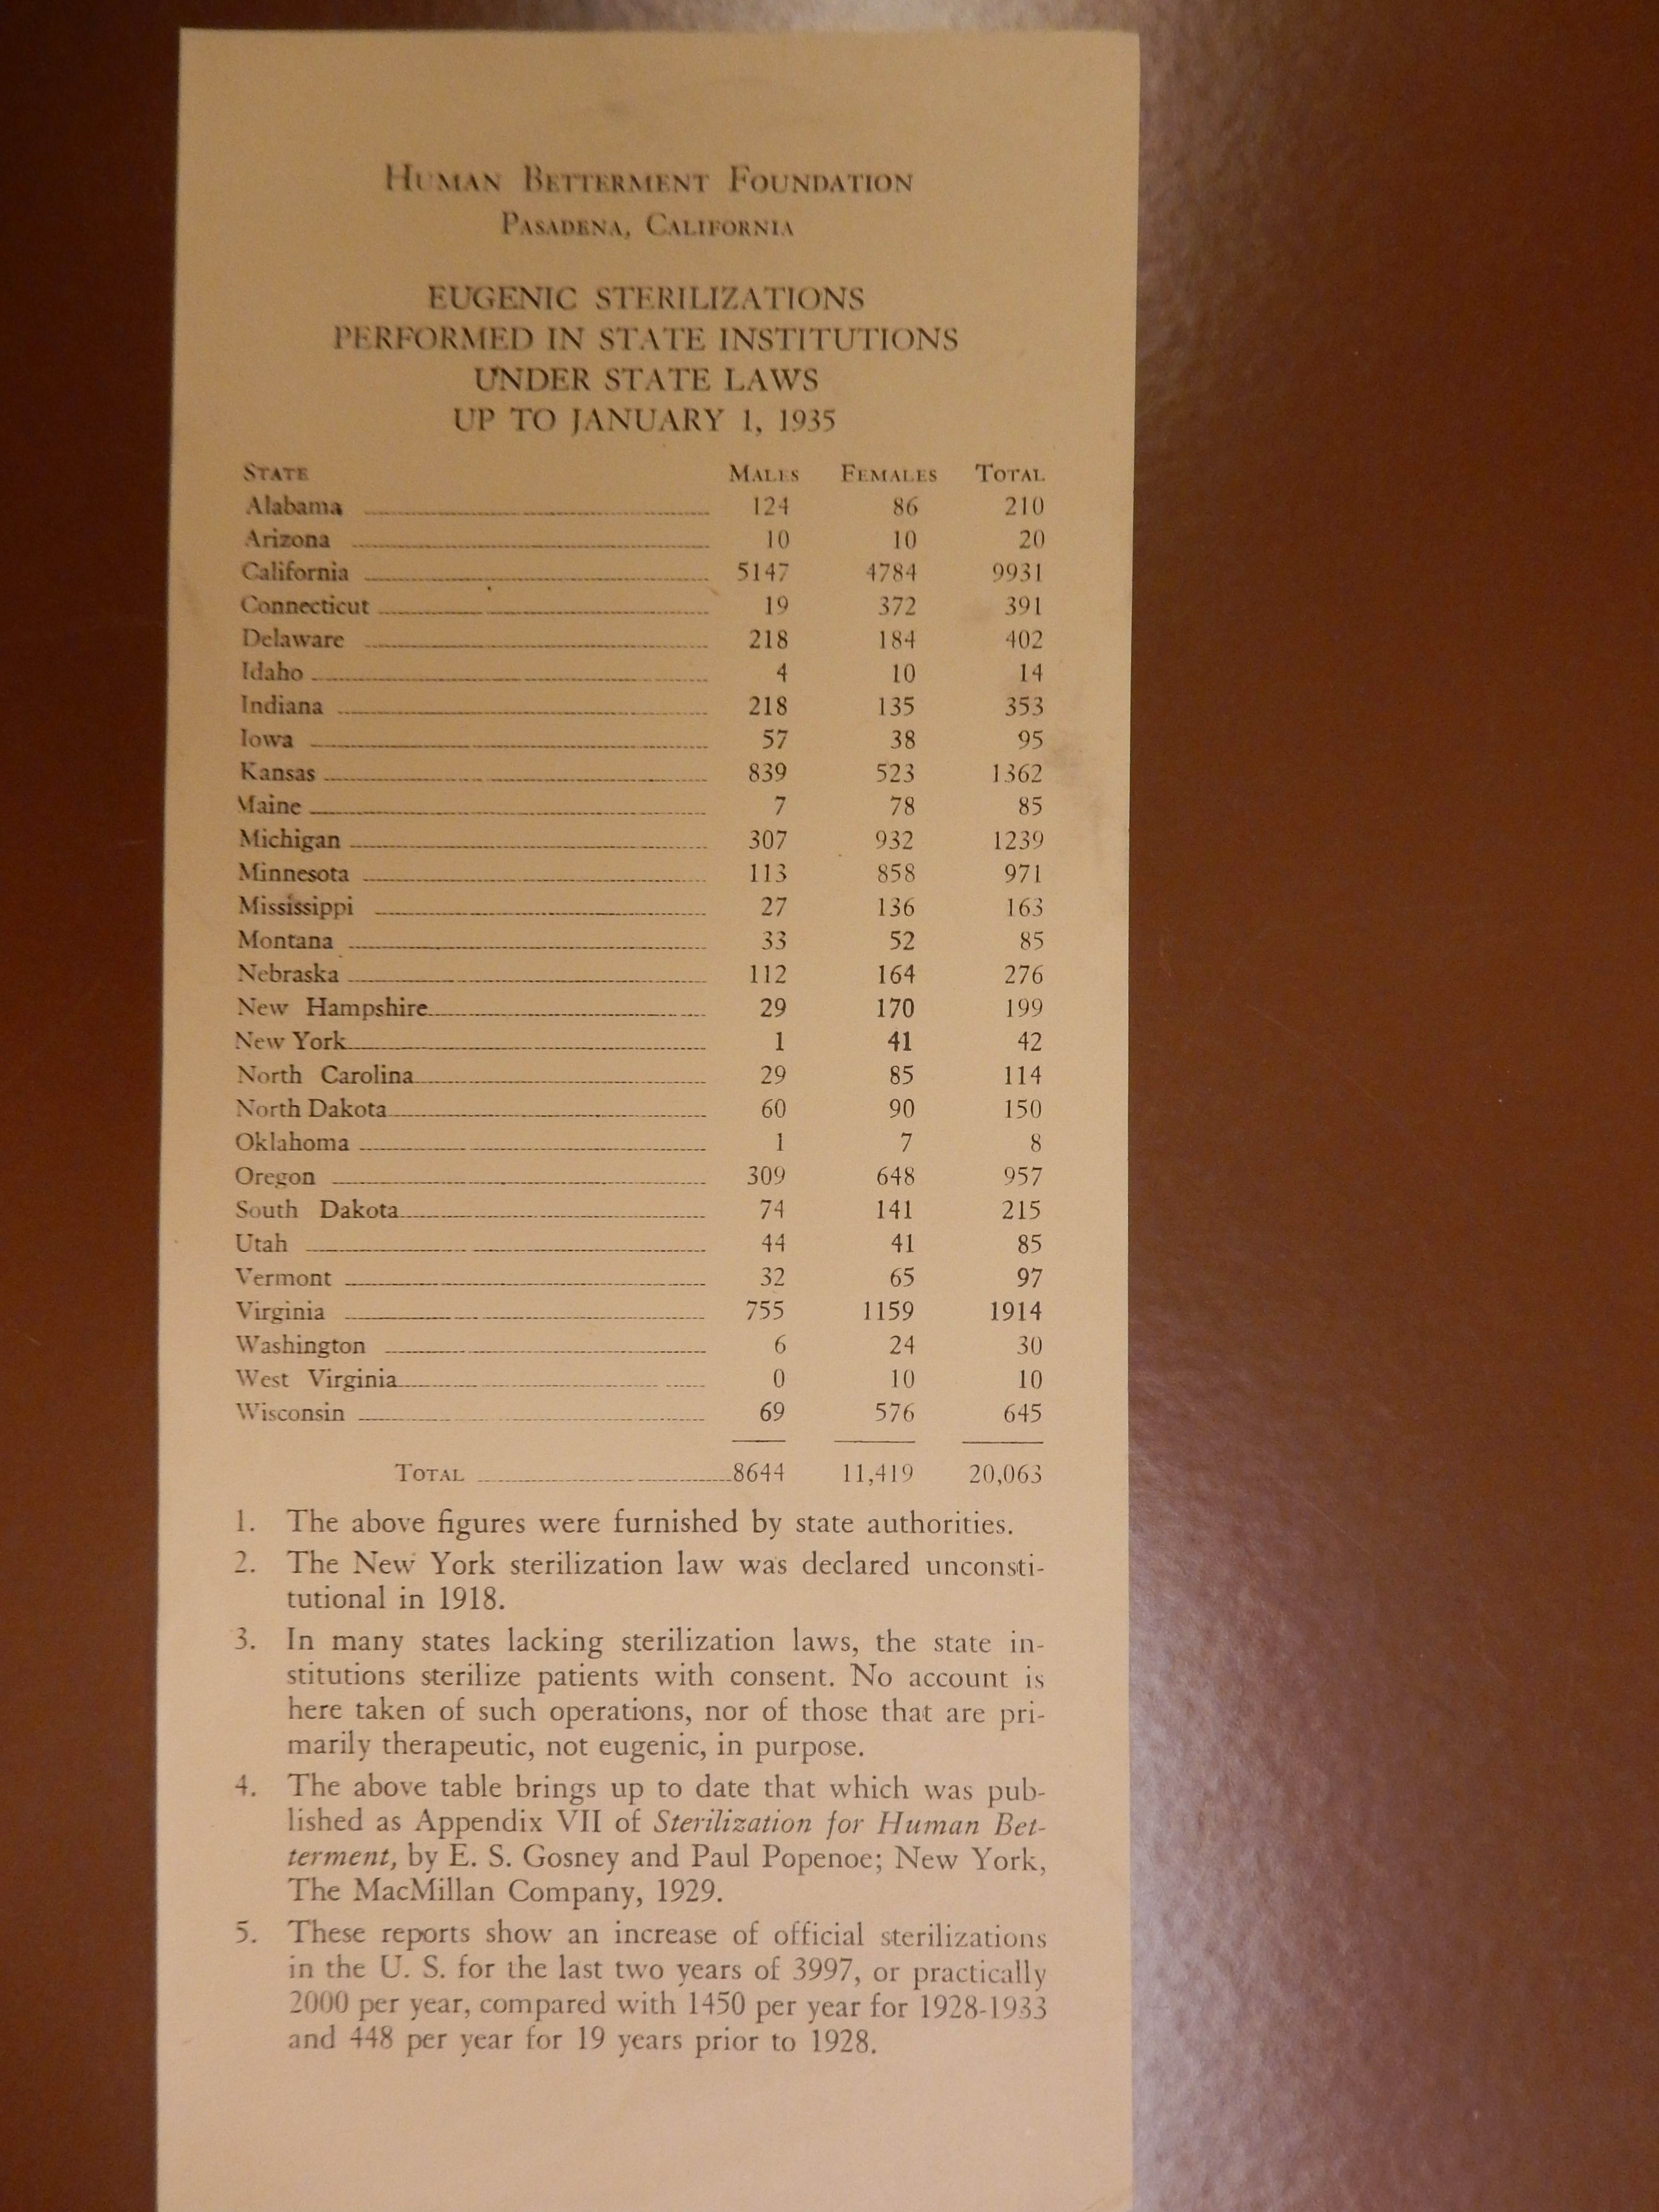 HUMAN BETTERMENT FOUNDATION
PASADENA, CALIFORNIA
EUGENIC STERILIZATIONS
PERFORMED IN STATE INSTITUTIONS
UNDER STATE LAWS
UP TO JANUARY 1, 1935
STATE MALES FEMALES TOTAL
Alabama 124 86 210
Arizona 10 10 20
California 5147 4784 9931
Connecticut 19 372 391
Delaware 218 184 402
Idaho 4 10 14
Indiana 218 135 353
Iowa 57 38 95
Kansas 839 523 1362
Maine 7 78 85
Michigan 307 932 1239
Minnesota 113 858 971
Mississippi 27 136 163
Montana 33 52 85
Nebraska 112 164 276
New Hampshire 29 170 199
New York 1 41 42
North Carolina 29 85 114
North Dakota 60 90 150
Oklahoma 1 7 8
Oregon 309 648 957
South Dakota 74 141 215
Utah 44 41 85
Vermont 32 65 97
Virginia 755 1159 1914
Washington 6 24 30
West Virginia 0 10 10
Wisconsin 69 576 645
TOTAL 8644 11,419 20,063
1. The above figures were furnished by state authorities.
2. The New York sterilization law was declared unconsti-
tutional in 1918.
3. In many states lacking sterilization laws, the state in-
stitutions sterilize patients with consent. No account is
here taken of such operations, nor of those that are pri-
marily therapeutic, not eugenic, in purpose.
4. The above table brings up to date that which was pub-
lished as Appendix VII of Sterilization for Human Bet-
terment, by E. S. Gosney and Paul Popenoe; New York,
The MacMillan Company, 1929.
5. These reports show an increase of official sterilizations
in the U. S. for the last two years of 3997, or practically
2000 per year, compared with 1450 per year for 1928-1933
and 448 per year for 19 years prior to 1928.